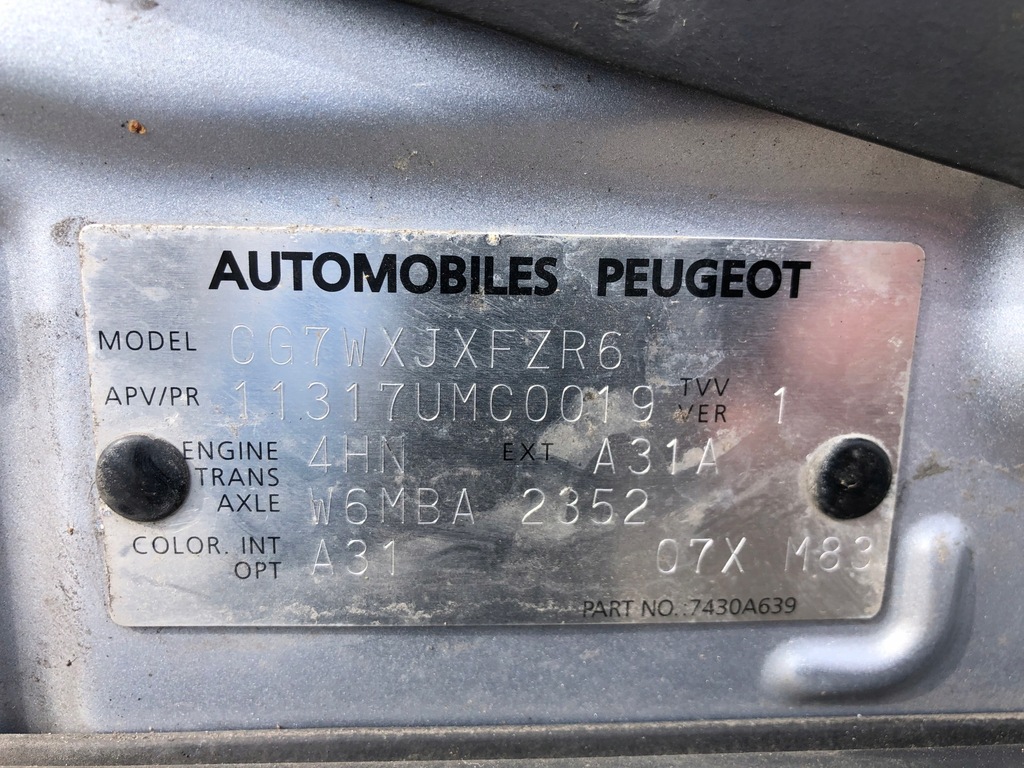 AUTOMOBILES PEUGEOT
MODEL CG7WXJXFZR6
APV/PR 11317UMC0019 TVV VER 1
ENGINE 4HN EXT A31A
TRANS AXLE W6MBA 2352
COLOR. INT OPT A31 07X M83
PART NO.:7430A639